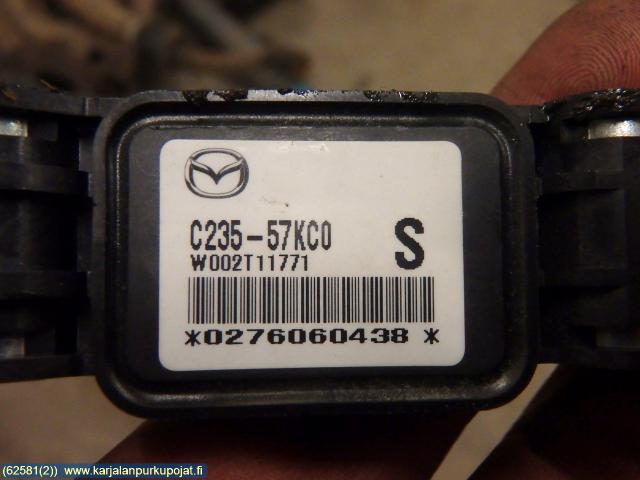 C235-57KC0
S
W002T11771
*0276060438*
(62581(2)) www.karjalanpurkupojat.fi